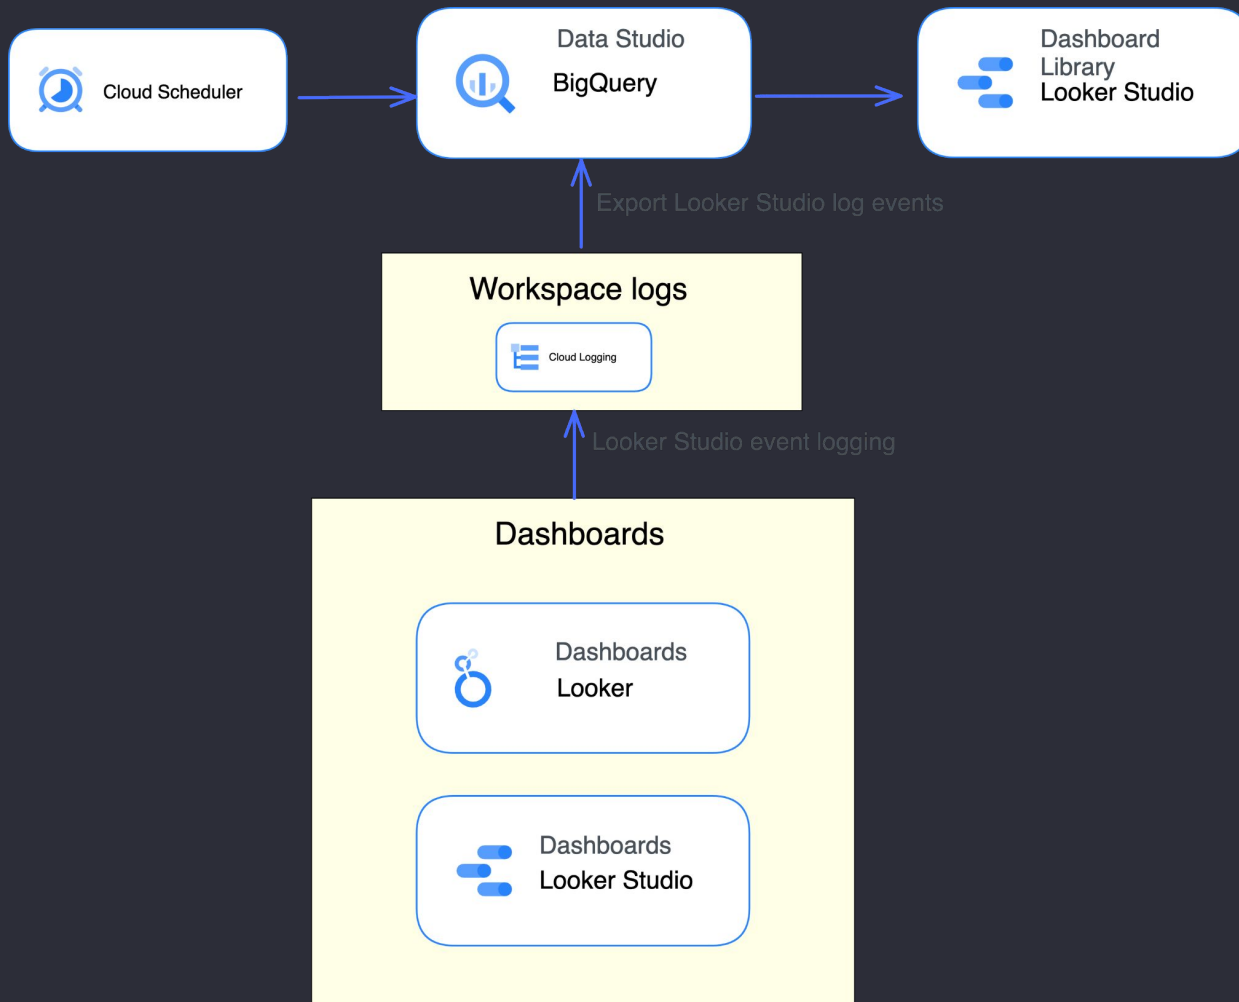 Cloud Scheduler
Data Studio
BigQuery
Dashboard
Library
Looker Studio
Export Looker Studio log events
Workspace logs
Cloud Logging
Looker Studio event logging
Dashboards
Dashboards
Looker
Dashboards
Looker Studio